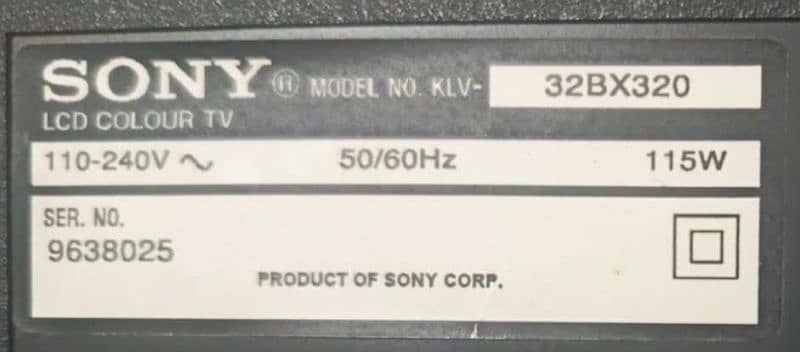 SONY ® MODEL NO. KLV- 32BX320
LCD COLOUR TV
110-240V ~ 50/60Hz 115W
SER. NO.
9638025
PRODUCT OF SONY CORP.